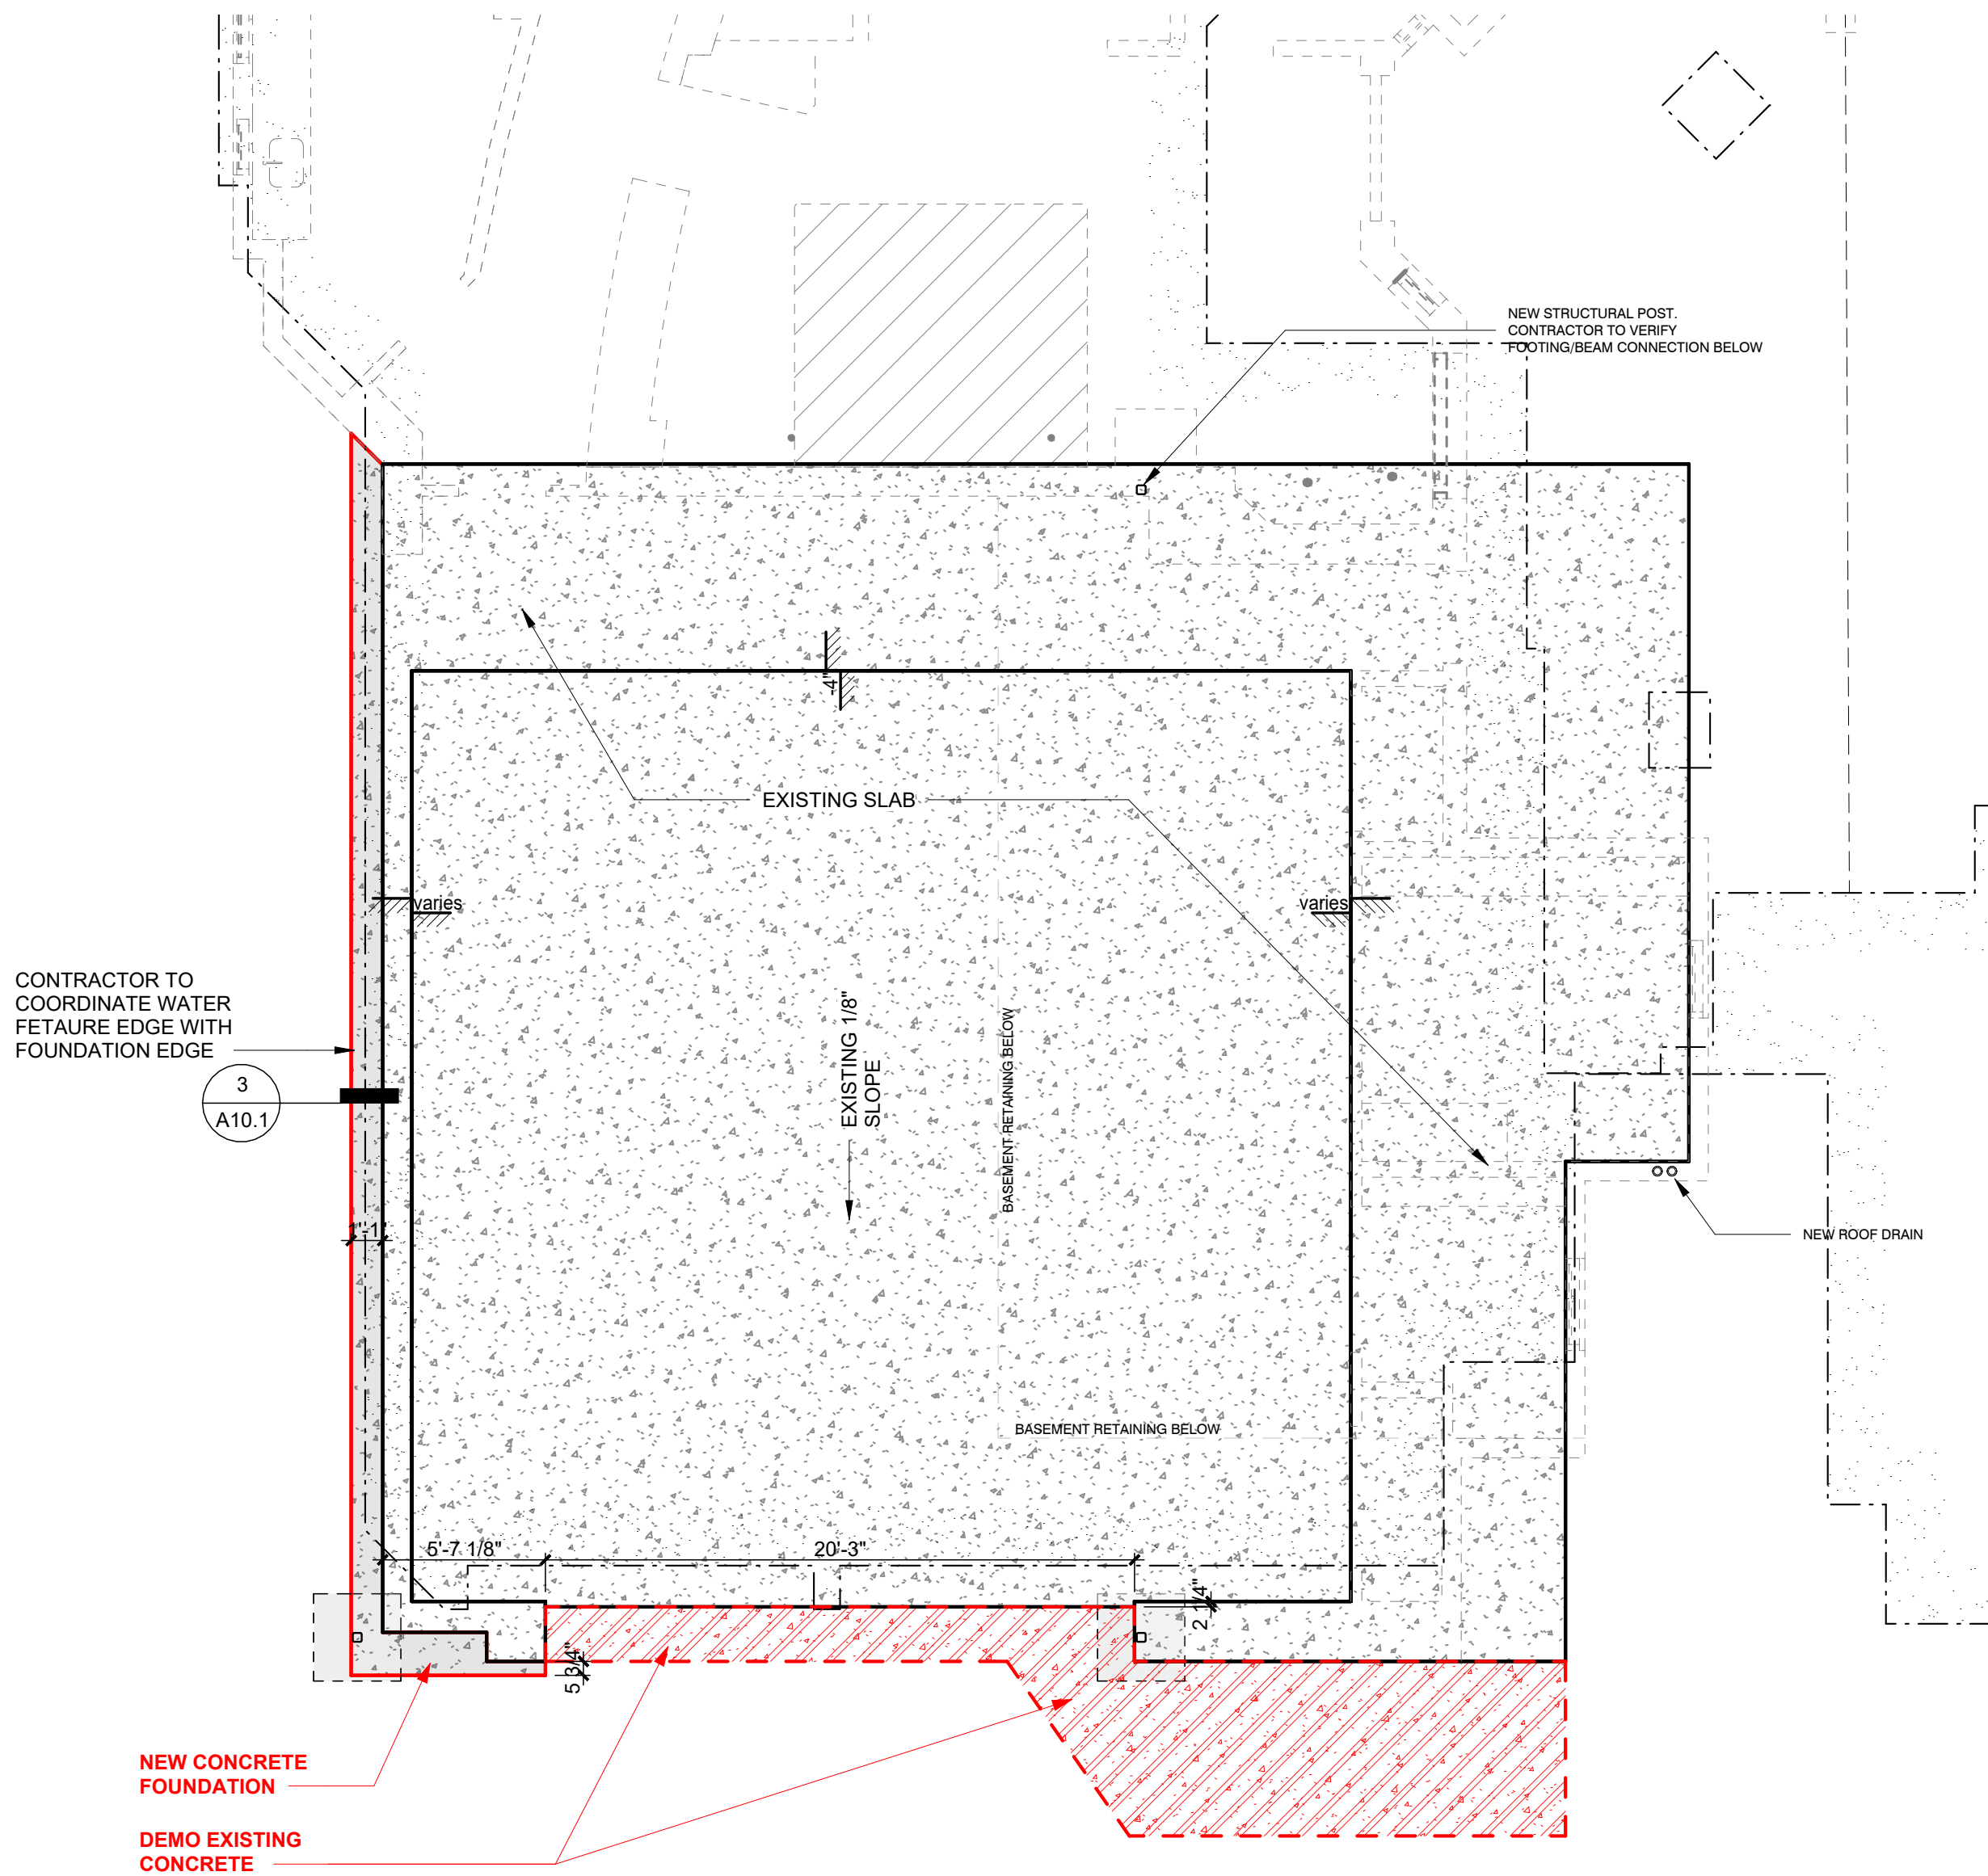 NEW STRUCTURAL POST.
CONTRACTOR TO VERIFY
FOOTING/BEAM CONNECTION BELOW
-4"
EXISTING SLAB
varies
varies
CONTRACTOR TO
COORDINATE WATER
FETAURE EDGE WITH
FOUNDATION EDGE
3
A10.1
EXISTING 1/8"
SLOPE
BASEMENT RETAINING BELOW
1'-1"
NEW ROOF DRAIN
BASEMENT RETAINING BELOW
5'-7 1/8"
20'-3"
2 1/4"
5 3/4"
NEW CONCRETE
FOUNDATION
DEMO EXISTING
CONCRETE